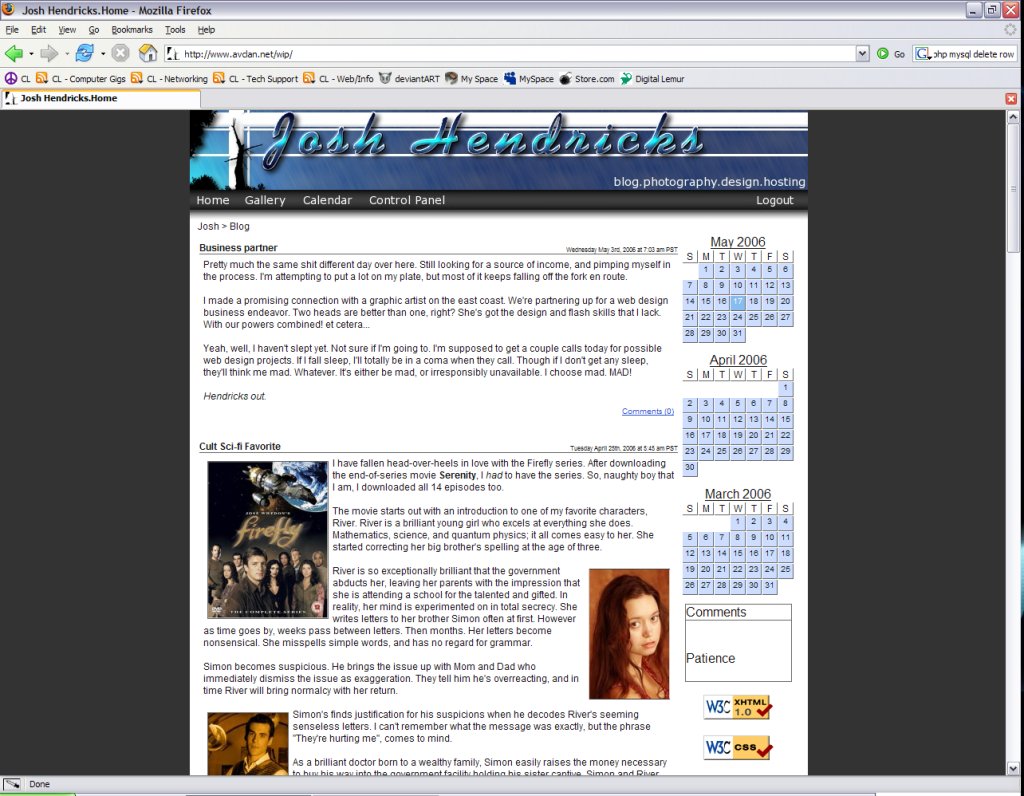 Josh Hendricks.Home - Mozilla Firefox
File Edit View Go Bookmarks Tools Help
http://www.avdan.net/wip/ Go php mysql delete row
CL CL - Computer Gigs CL - Networking CL - Tech Support CL - Web/Info deviantART My Space MySpace Store.com Digital Lemur
Josh Hendricks.Home
Josh Hendricks
blog.photography.design.hosting
Home Gallery Calendar Control Panel Logout
Josh > Blog
Business partner
Wednesday May 3rd, 2006 at 7:03 am PST
Pretty much the same shit different day over here. Still looking for a source of income, and pimping myself in
the process. I'm attempting to put a lot on my plate, but most of it keeps falling off the fork en route.
I made a promising connection with a graphic artist on the east coast. We're partnering up for a web design
business endeavor. Two heads are better than one, right? She's got the design and flash skills that I lack.
With our powers combined! et cetera...
Yeah, well, I haven't slept yet. Not sure if I'm going to. I'm supposed to get a couple calls today for possible
web design projects. If I fall sleep, I'll totally be in a coma when they call. Though if I don't get any sleep,
they'll think me mad. Whatever. It's either be mad, or irresponsibly unavailable. I choose mad. MAD!
Hendricks out.
Comments (0)
Cult Sci-fi Favorite
Tuesday April 25th, 2006 at 5:45 am PST
JOSS WHEDON'S
firefly
THE COMPLETE SERIES
I have fallen head-over-heels in love with the Firefly series. After downloading
the end-of-series movie Serenity, I had to have the series. So, naughty boy that
I am, I downloaded all 14 episodes too.
The movie starts out with an introduction to one of my favorite characters,
River. River is a brilliant young girl who excels at everything she does.
Mathematics, science, and quantum physics; it all comes easy to her. She
started correcting her big brother's spelling at the age of three.
River is so exceptionally brilliant that the government
abducts her, leaving her parents with the impression that
she is attending a school for the talented and gifted. In
reality, her mind is experimented on in total secrecy. She
writes letters to her brother Simon often at first. However
as time goes by, weeks pass between letters. Then months. Her letters become
nonsensical. She misspells simple words, and has no regard for grammar.
Simon becomes suspicious. He brings the issue up with Mom and Dad who
immediately dismiss the issue as exaggeration. They tell him he's overreacting, and in
time River will bring normalcy with her return.
Simon's finds justification for his suspicions when he decodes River's seeming
senseless letters. I can't remember what the message was exactly, but the phrase
"They're hurting me", comes to mind.
As a brilliant doctor born to a wealthy family, Simon easily raises the money necessary
to buy his way into the government facility holding his sister captive. Simon and River
May 2006
S M T W T F S
1 2 3 4 5 6
7 8 9 10 11 12 13
14 15 16 17 18 19 20
21 22 23 24 25 26 27
28 29 30 31
April 2006
S M T W T F S
1
2 3 4 5 6 7 8
9 10 11 12 13 14 15
16 17 18 19 20 21 22
23 24 25 26 27 28 29
30
March 2006
S M T W T F S
1 2 3 4
5 6 7 8 9 10 11
12 13 14 15 16 17 18
19 20 21 22 23 24 25
26 27 28 29 30 31
Comments
Patience
W3C XHTML 1.0
W3C CSS
Done